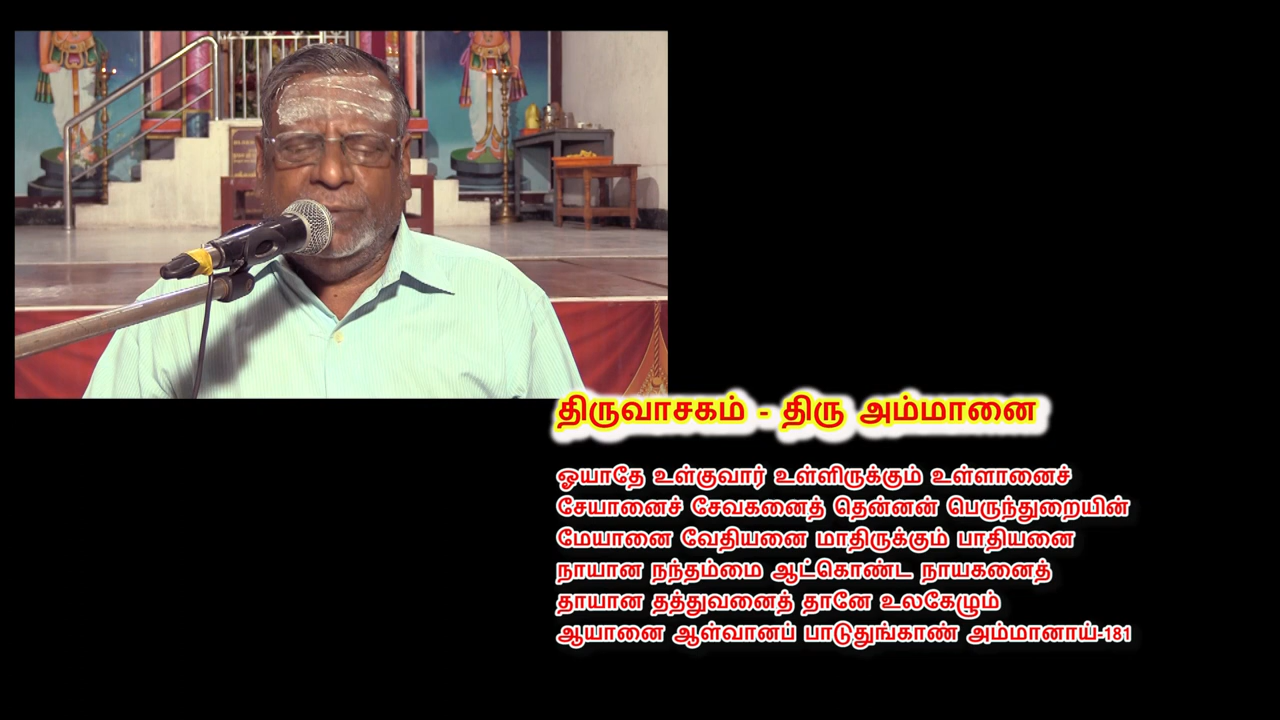 திருவாசகம் - திரு அம்மானை
ஓயாதே உள்குவார் உள்ளிருக்கும் உள்ளானைச்
சேயானைச் சேவகனைத் தென்னன் பெருந்துறையின்
மேயானை வேதியனை மாதிருக்கும் பாதியனை
நாயான நந்தம்மை ஆட்கொண்ட நாயகனைத்
தாயான தத்துவனைத் தானே உலகேழும்
ஆயானை ஆள்வானப் பாடுதுங்காண் அம்மானாய்-181